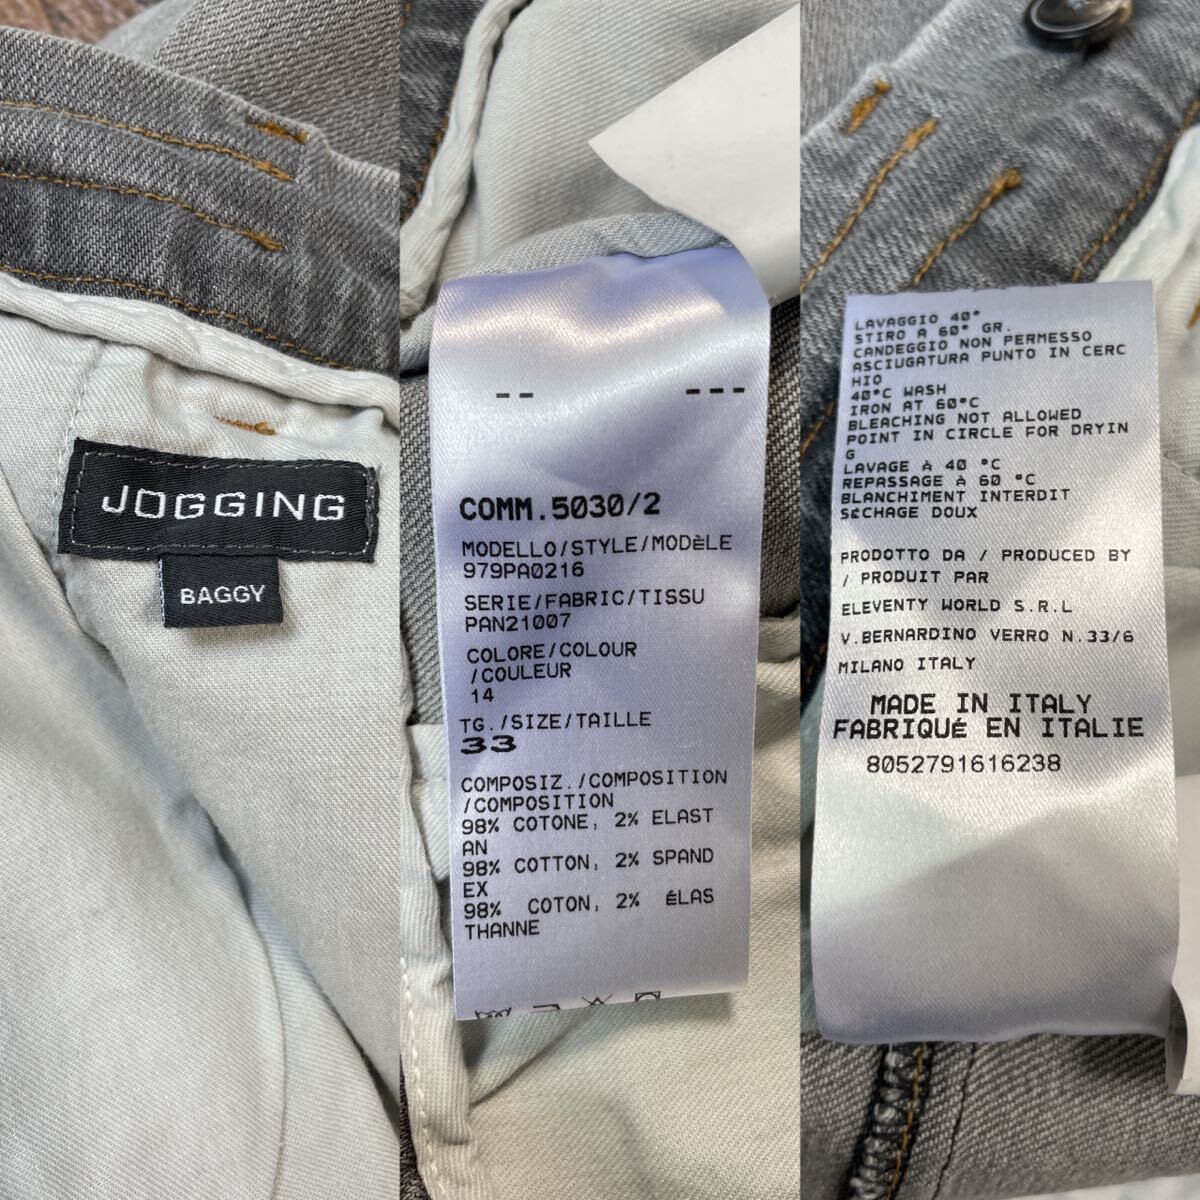 JOGGING
BAGGY
-- ---
COMM.5030/2
MODELLO/STYLE/MODèLE
979PA0216
SERIE/FABRIC/TISSU
PAN21007
COLORE/COLOUR
/COULEUR
14
TG./SIZE/TAILLE
33
COMPOSIZ./COMPOSITION
/COMPOSITION
98% COTONE, 2% ELAST
AN
98% COTTON, 2% SPAND
EX
98% COTON, 2% éLAS
THANNE
LAVAGGIO 40°
STIRO A 60° GR.
CANDEGGIO NON PERMESSO
ASCIUGATURA PUNTO IN CERC
HIO
40°C WASH
IRON AT 60°C
BLEACHING NOT ALLOWED
POINT IN CIRCLE FOR DRYIN
G
LAVAGE à 40 °C
REPASSAGE à 60 °C
BLANCHIMENT INTERDIT
SéCHAGE DOUX
PRODOTTO DA / PRODUCED BY
/ PRODUIT PAR
ELEVENTY WORLD S.R.L
V.BERNARDINO VERRO N.33/6
MILANO ITALY
MADE IN ITALY
FABRIQUé EN ITALIE
8052791616238